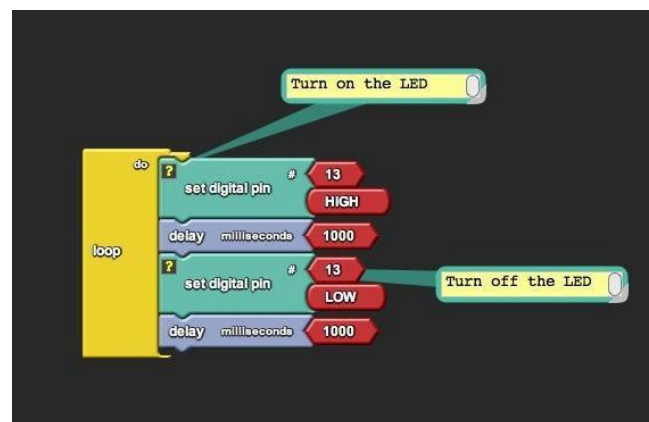 Turn on the LED
do
? set digital pin # 13
HIGH
delay milliseconds 1000
loop
? set digital pin # 13
LOW
Turn off the LED
delay milliseconds 1000